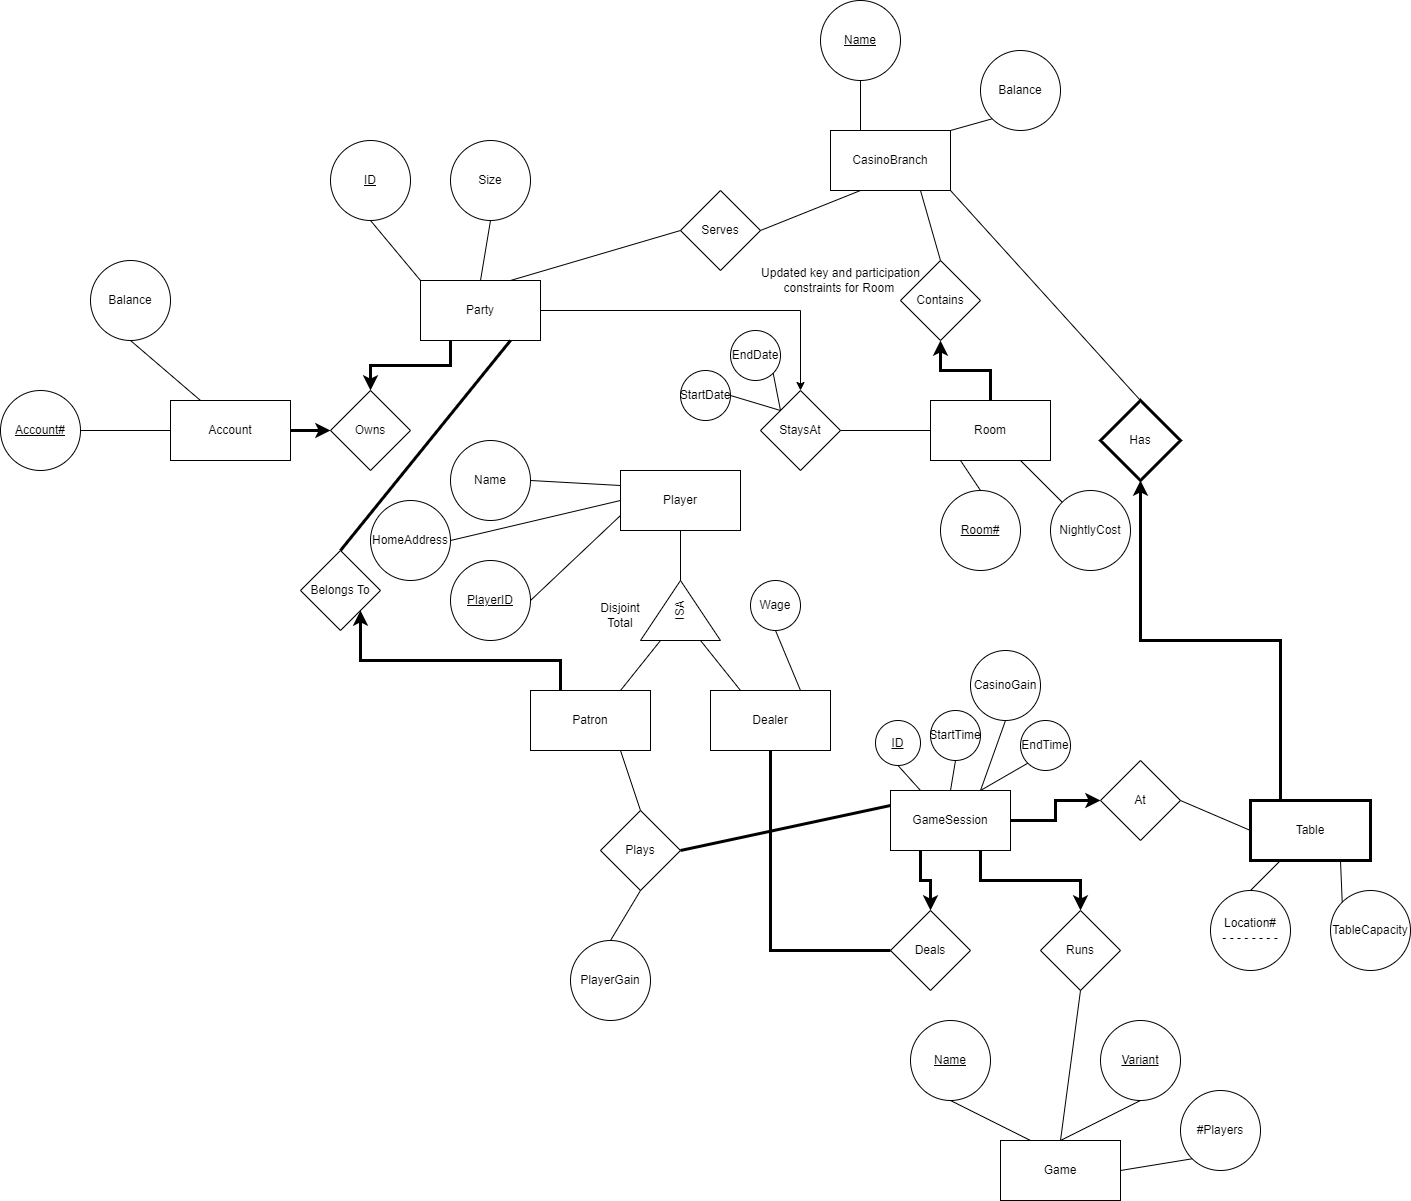 Name
Balance
CasinoBranch
ID
Size
Serves
Updated key and participation
constraints for Room
Contains
Balance
Party
EndDate
StartDate
Account#
Account
Owns
StaysAt
Room
Has
Name
Player
HomeAddress
Room#
NightlyCost
Belongs To
PlayerID
Disjoint
Total
ISA
Wage
Patron
Dealer
CasinoGain
ID
StartTime
EndTime
GameSession
At
Table
Plays
Location#
--------
TableCapacity
Deals
Runs
PlayerGain
Name
Variant
#Players
Game